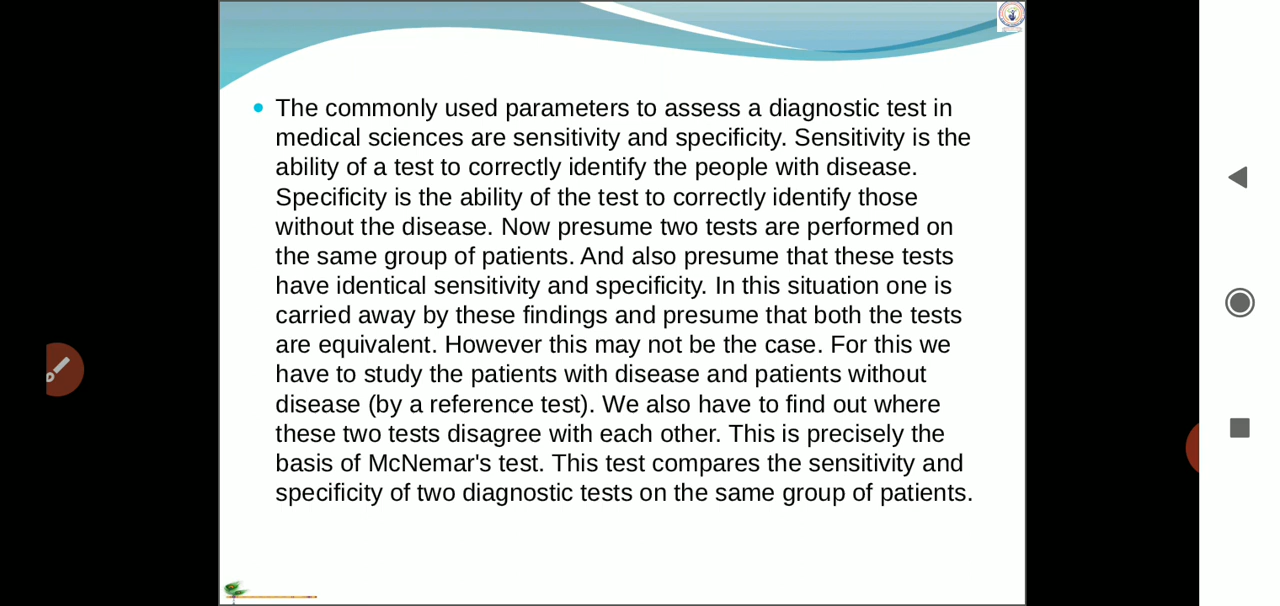 The commonly used parameters to assess a diagnostic test in
medical sciences are sensitivity and specificity. Sensitivity is the
ability of a test to correctly identify the people with disease.
Specificity is the ability of the test to correctly identify those
without the disease. Now presume two tests are performed on
the same group of patients. And also presume that these tests
have identical sensitivity and specificity. In this situation one is
carried away by these findings and presume that both the tests
are equivalent. However this may not be the case. For this we
have to study the patients with disease and patients without
disease (by a reference test). We also have to find out where
these two tests disagree with each other. This is precisely the
basis of McNemar's test. This test compares the sensitivity and
specificity of two diagnostic tests on the same group of patients.